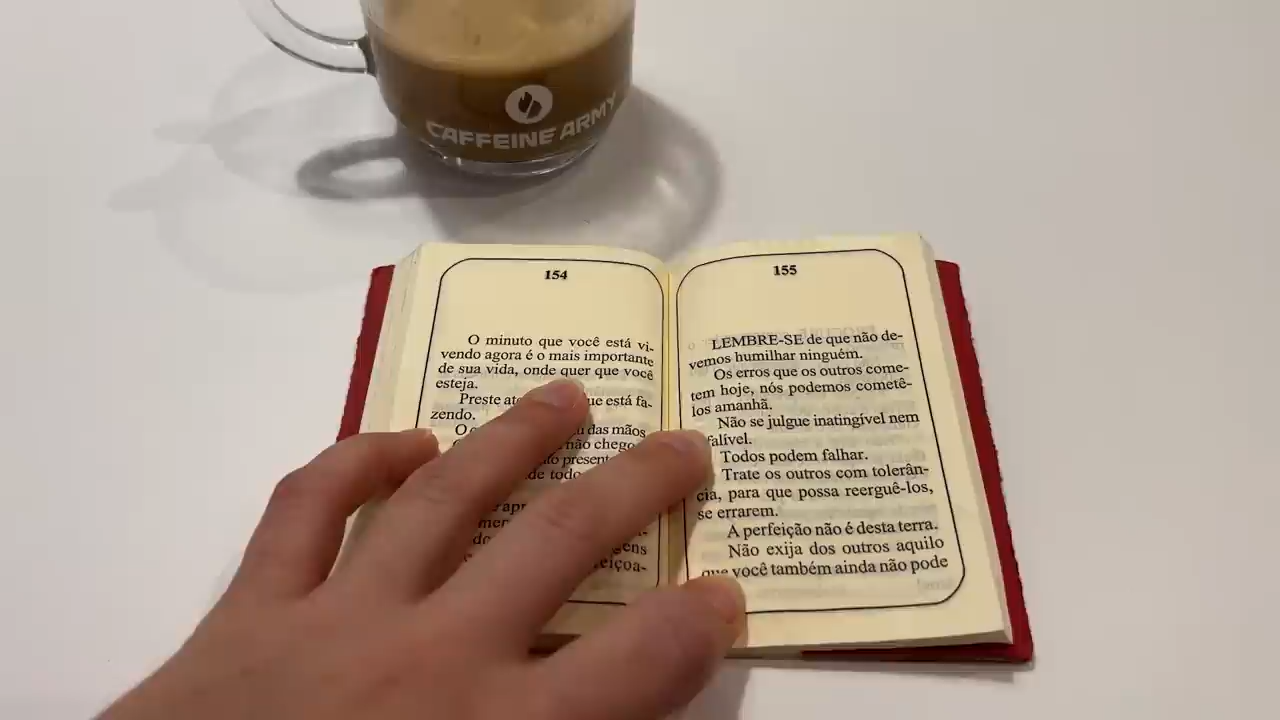 CAFFEINE ARMY
154
O minuto que você está vi-
vendo agora é o mais importante
de sua vida, onde quer que você
esteja.
Preste que está fa-
zendo.
das mãos
não chego
presen
de todo
155
LEMBRE-SE de que não de-
vemos humilhar ninguém.
Os erros que os outros come-
tem hoje, nós podemos cometê-
los amanhã.
Não se julgue inatingível nem
falível.
Todos podem falhar.
Trate os outros com tolerân-
cia, para que possa reerguê-los,
se errarem.
A perfeição não é desta terra.
Não exija dos outros aquilo
que você também ainda não pode